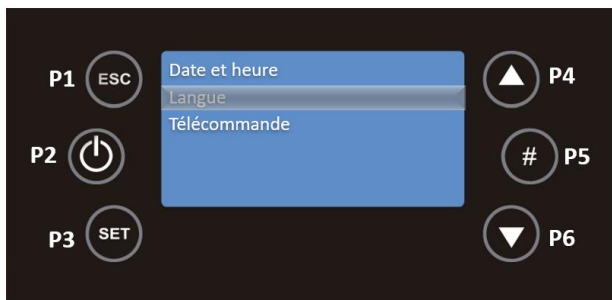 P1 ESC
Date et heure
Langue
Télécommande
P4
P2
# P5
P3 SET
P6